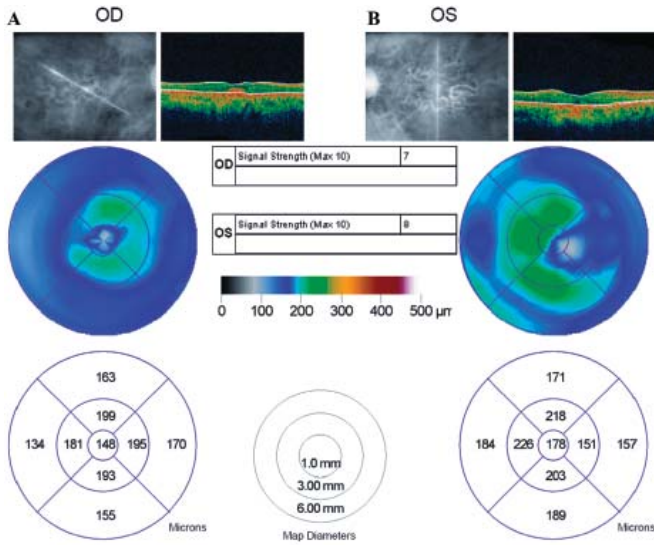 A OD
B OS
OD Signal Strength (Max 10) 7
OS Signal Strength (Max 10) 8
0 100 200 300 400 500 µm
163
199
134 181 148 195 170
193
155
Microns
1.0 mm
3.00 mm
6.00 mm
Map Diameters
171
218
184 226 178 151 157
203
189
Microns